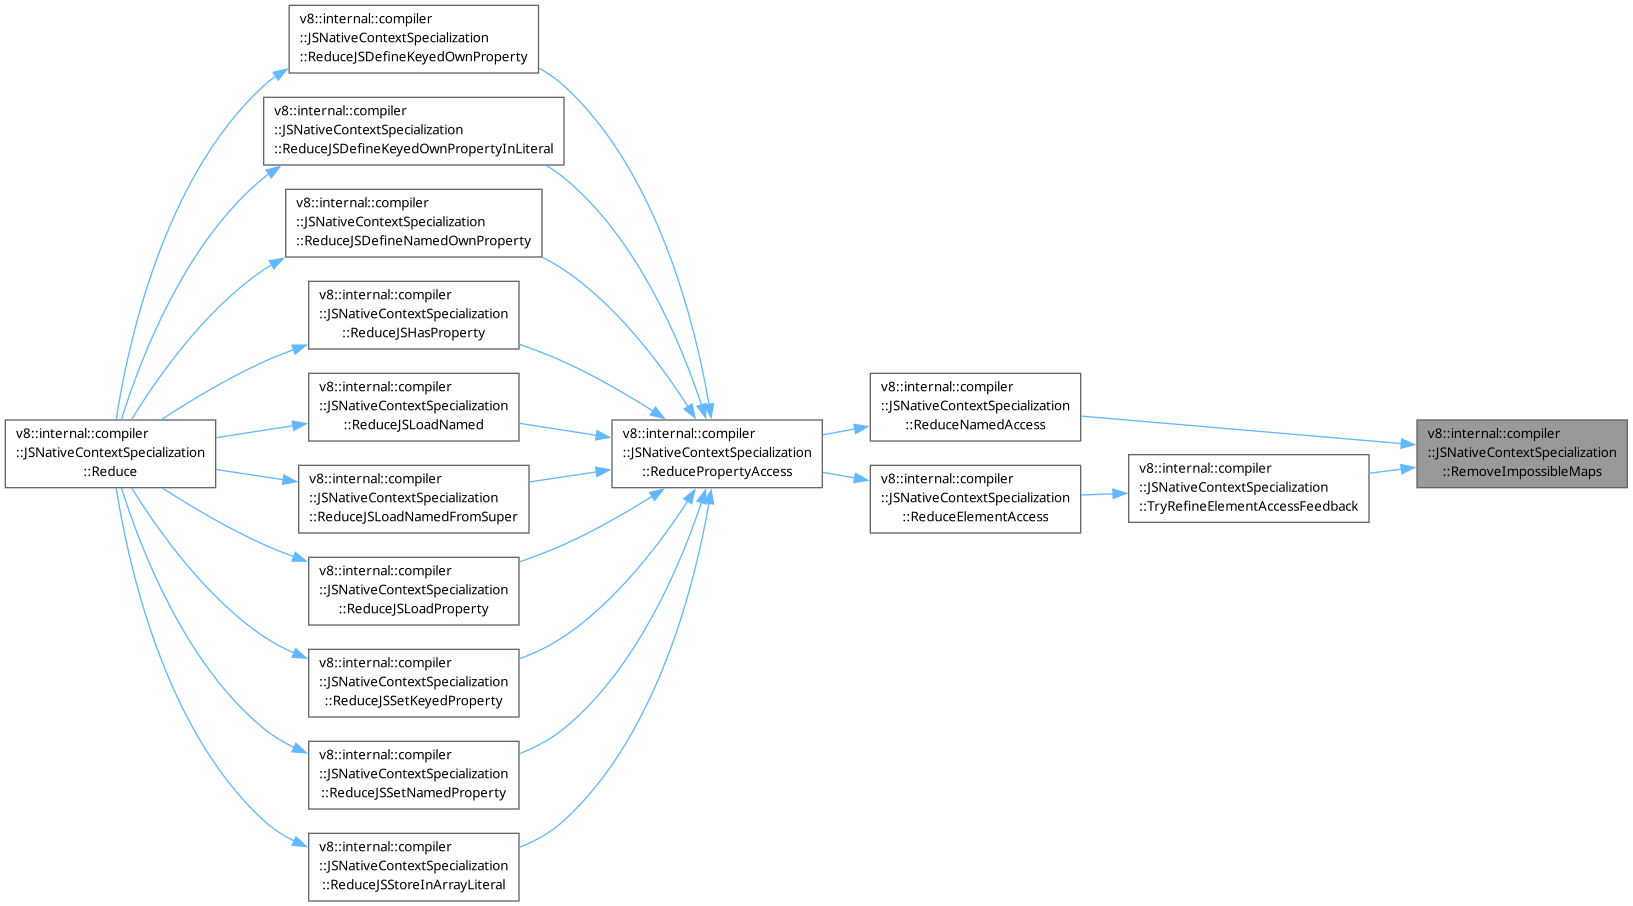 v8::internal::compiler
::JSNativeContextSpecialization
::ReduceJSDefineKeyedOwnProperty
v8::internal::compiler
::JSNativeContextSpecialization
::ReduceJSDefineKeyedOwnPropertyInLiteral
v8::internal::compiler
::JSNativeContextSpecialization
::ReduceJSDefineNamedOwnProperty
v8::internal::compiler
::JSNativeContextSpecialization
::ReduceJSHasProperty
v8::internal::compiler
::JSNativeContextSpecialization
::ReduceJSLoadNamed
v8::internal::compiler
::JSNativeContextSpecialization
::Reduce
v8::internal::compiler
::JSNativeContextSpecialization
::ReduceJSLoadNamedFromSuper
v8::internal::compiler
::JSNativeContextSpecialization
::ReduceJSLoadProperty
v8::internal::compiler
::JSNativeContextSpecialization
::ReduceJSSetKeyedProperty
v8::internal::compiler
::JSNativeContextSpecialization
::ReduceJSSetNamedProperty
v8::internal::compiler
::JSNativeContextSpecialization
::ReduceJSStoreInArrayLiteral
v8::internal::compiler
::JSNativeContextSpecialization
::ReducePropertyAccess
v8::internal::compiler
::JSNativeContextSpecialization
::ReduceNamedAccess
v8::internal::compiler
::JSNativeContextSpecialization
::ReduceElementAccess
v8::internal::compiler
::JSNativeContextSpecialization
::TryRefineElementAccessFeedback
v8::internal::compiler
::JSNativeContextSpecialization
::RemoveImpossibleMaps